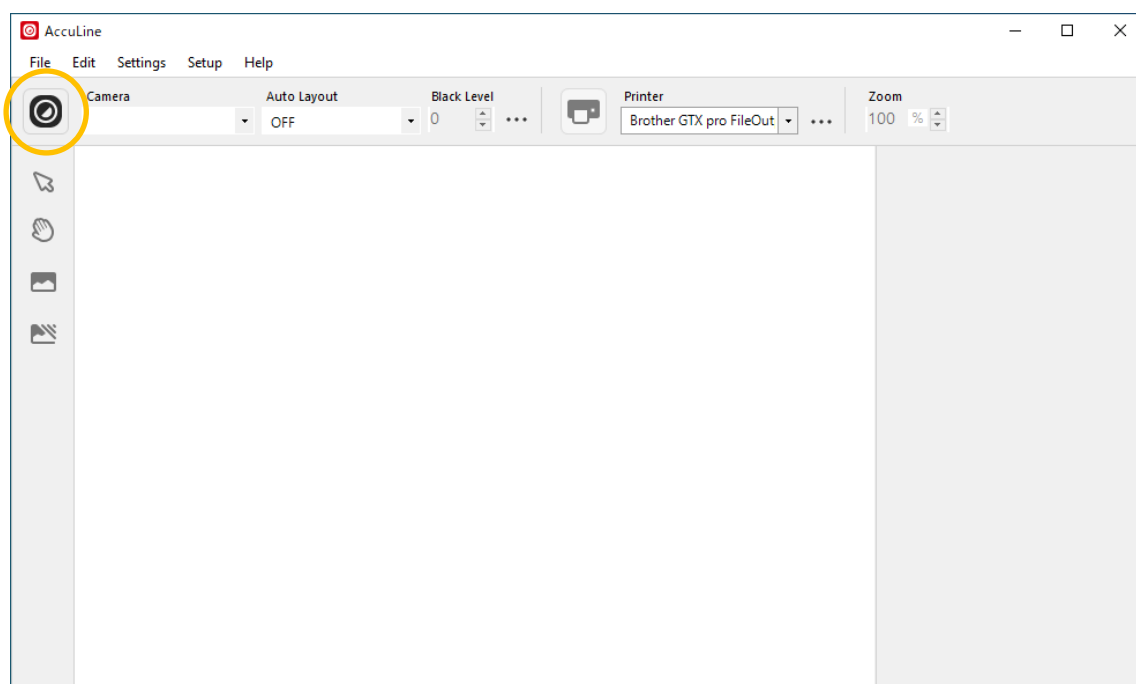 AccuLine
File Edit Settings Setup Help
Camera Auto Layout Black Level Printer Zoom
OFF 0 ••• Brother GTX pro FileOut ••• 100 %